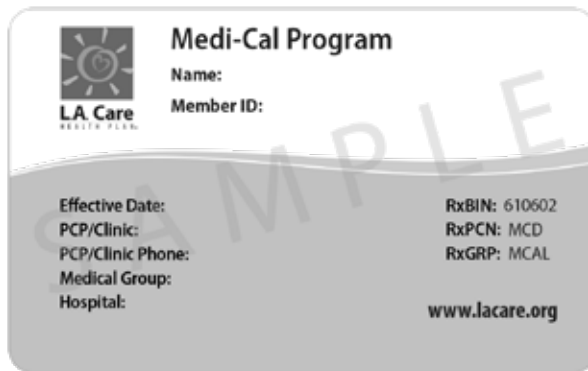 Medi-Cal Program
Name:
Member ID:
L.A. Care
HEALTH PLAN®
SAMPLE
Effective Date:
PCP/Clinic:
PCP/Clinic Phone:
Medical Group:
Hospital:
RxBIN: 610602
RxPCN: MCD
RxGRP: MCAL
www.lacare.org